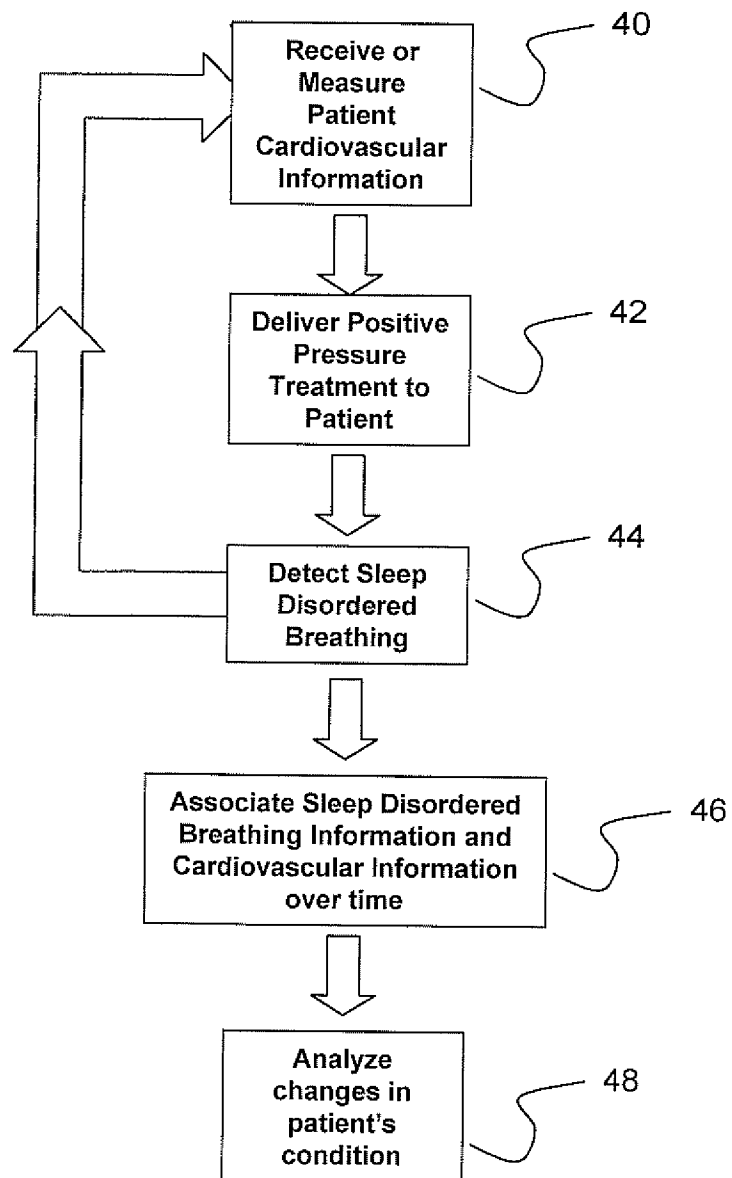 Receive or
Measure
Patient
Cardiovascular
Information
40
Deliver Positive
Pressure
Treatment to
Patient
42
Detect Sleep
Disordered
Breathing
44
Associate Sleep Disordered
Breathing Information and
Cardiovascular Information
over time
46
Analyze
changes in
patient's
condition
48